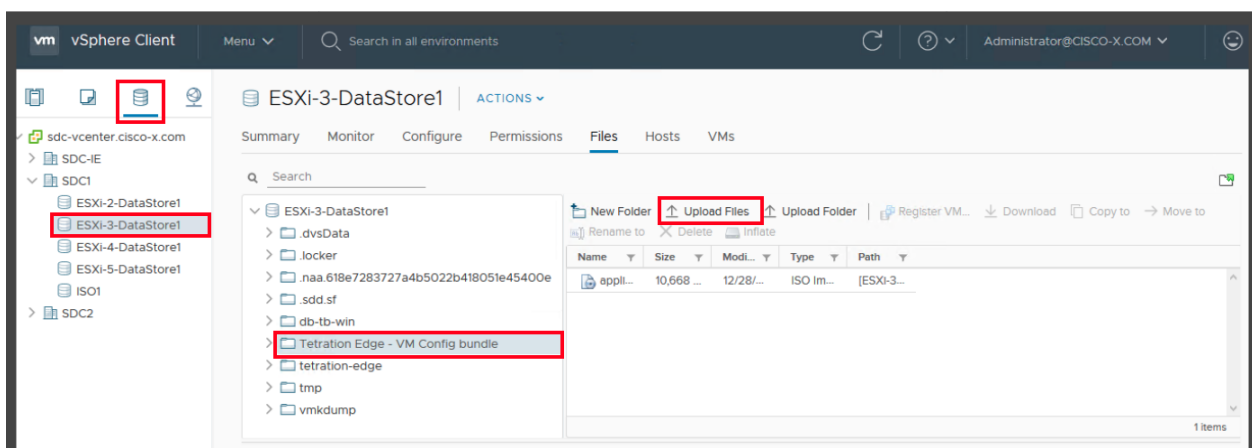 vm vSphere Client Menu Search in all environments Administrator@CISCO-X.COM
sdc-vcenter.cisco-x.com
SDC-IE
SDC1
ESXi-2-DataStore1
ESXi-3-DataStore1
ESXi-4-DataStore1
ESXi-5-DataStore1
ISO1
SDC2
ESXi-3-DataStore1 ACTIONS
Summary Monitor Configure Permissions Files Hosts VMs
Search
ESXi-3-DataStore1
.dvsData
.locker
.naa.618e7283727a4b5022b418051e45400e
.sdd.sf
db-tb-win
Tetration Edge - VM Config bundle
tetration-edge
tmp
vmkdump
New Folder Upload Files Upload Folder Register VM... Download Copy to Move to
Rename to Delete Inflate
Name Size Modi... Type Path
appli... 10,668 ... 12/28/... ISO Im... [ESXi-3...
1 items